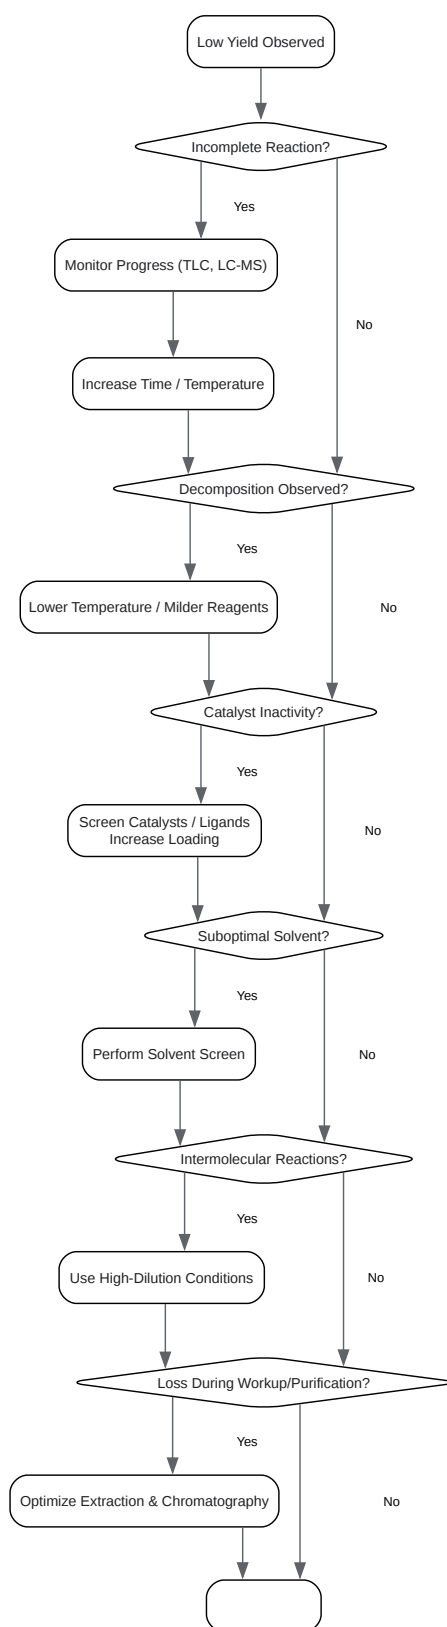 Low Yield Observed
Incomplete Reaction?
Yes
Monitor Progress (TLC, LC-MS)
No
Increase Time / Temperature
Decomposition Observed?
Yes
Lower Temperature / Milder Reagents
No
Catalyst Inactivity?
Yes
Screen Catalysts / Ligands
Increase Loading
No
Suboptimal Solvent?
Yes
Perform Solvent Screen
No
Intermolecular Reactions?
Yes
Use High-Dilution Conditions
No
Loss During Workup/Purification?
Yes
Optimize Extraction & Chromatography
No